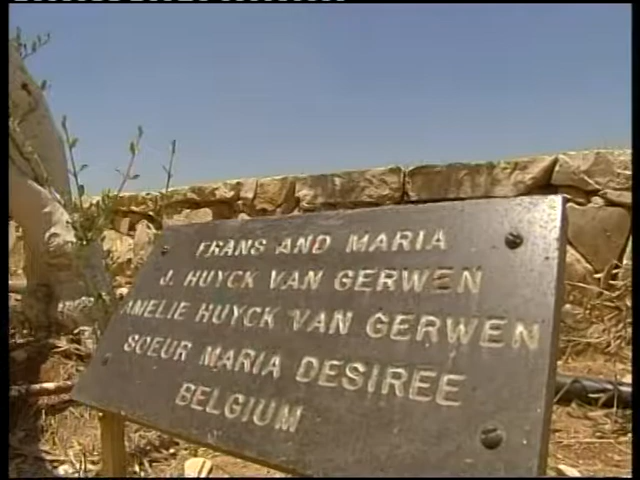 FRANS AND MARIA
J. HUYCK VAN GERWEN
AMELIE HUYCK VAN GERWEN
SOEUR MARIA DESIREE
BELGIUM